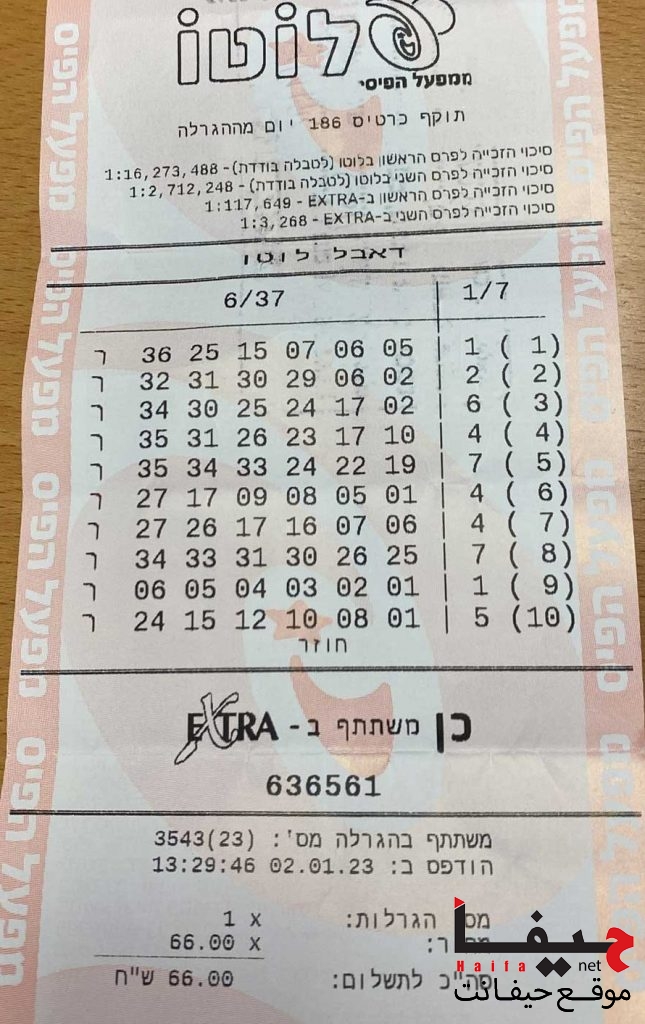 לוטו
ממפעל הפיס
תוקף כרטיס 186 יום מההגרלה
סיכוי הזכייה לפרס הראשון בלוטו (לטבלה בודדת) - 1:16,273,488
סיכוי הזכייה לפרס השני בלוטו (לטבלה בודדת) - 1:2,712,248
סיכוי הזכייה לפרס הראשון ב-EXTRA - 1:117,649
סיכוי הזכייה לפרס השני ב-EXTRA - 1:3,268
דאבל לוטו
6/37 | 1/7
ר 36 25 15 07 06 05 | 1 ( 1)
ר 32 31 30 29 06 02 | 2 ( 2)
ר 34 30 25 24 17 02 | 6 ( 3)
ר 35 31 26 23 17 10 | 4 ( 4)
ר 35 34 33 24 22 19 | 7 ( 5)
ר 27 17 09 08 05 01 | 4 ( 6)
ר 27 26 17 16 07 06 | 4 ( 7)
ר 34 33 31 30 26 25 | 7 ( 8)
ר 06 05 04 03 02 01 | 1 ( 9)
ר 24 15 12 10 08 01 | 5 (10)
חוזר
כן משתתף ב - EXTRA
636561
משתתף בהגרלה מס': 3543(23)
הודפס ב: 02.01.23 13:29:46
הגרלות: 1 x
66.00 x
סה"כ לתשלום: 66.00 ש"ח
حيفا
Haifa net
موقع حيفا نت
מפעל הפיס